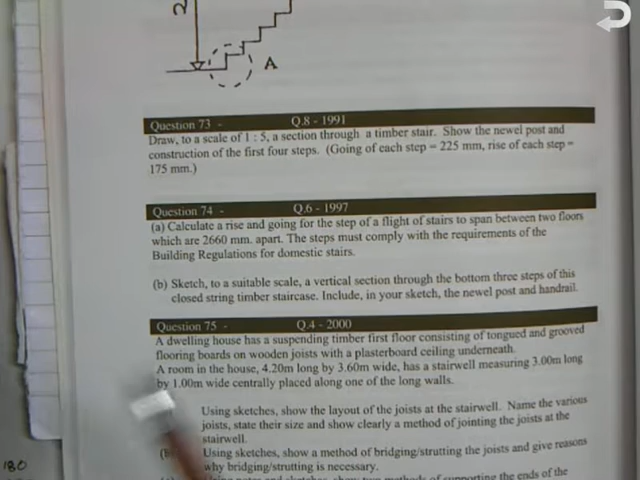 2
A
Question 73 - Q.8 - 1991
Draw, to a scale of 1 : 5, a section through a timber stair. Show the newel post and
construction of the first four steps. (Going of each step = 225 mm, rise of each step =
175 mm.)
Question 74 - Q.6 - 1997
(a) Calculate a rise and going for the step of a flight of stairs to span between two floors
which are 2660 mm. apart. The steps must comply with the requirements of the
Building Regulations for domestic stairs.
(b) Sketch, to a suitable scale, a vertical section through the bottom three steps of this
closed string timber staircase. Include, in your sketch, the newel post and handrail.
Question 75 - Q.4 - 2000
A dwelling house has a suspending timber first floor consisting of tongued and grooved
flooring boards on wooden joists with a plasterboard ceiling underneath.
A room in the house, 4.20m long by 3.60m wide, has a stairwell measuring 3.00m long
by 1.00m wide centrally placed along one of the long walls.
Using sketches, show the layout of the joists at the stairwell. Name the various
joists, state their size and show clearly a method of jointing the joists at the
stairwell.
Using sketches, show a method of bridging/strutting the joists and give reasons
why bridging/strutting is necessary.
methods of supporting the ends of the
180